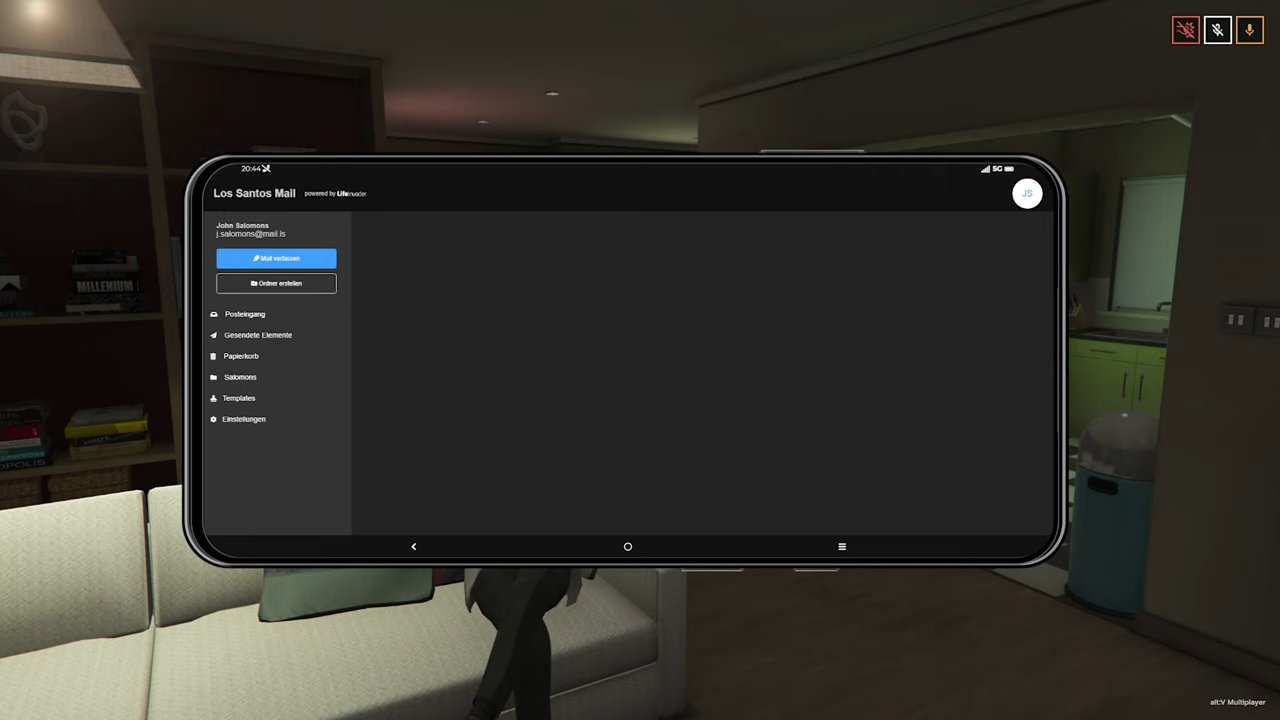 20:44
5G
Los Santos Mail powered by Lifeinvader
JS
John Salomons
j.salomons@mail.ls
Mail verfassen
Ordner erstellen
Posteingang
Gesendete Elemente
Papierkorb
Salomons
Templates
Einstellungen
MILLENIUM
alt:V Multiplayer